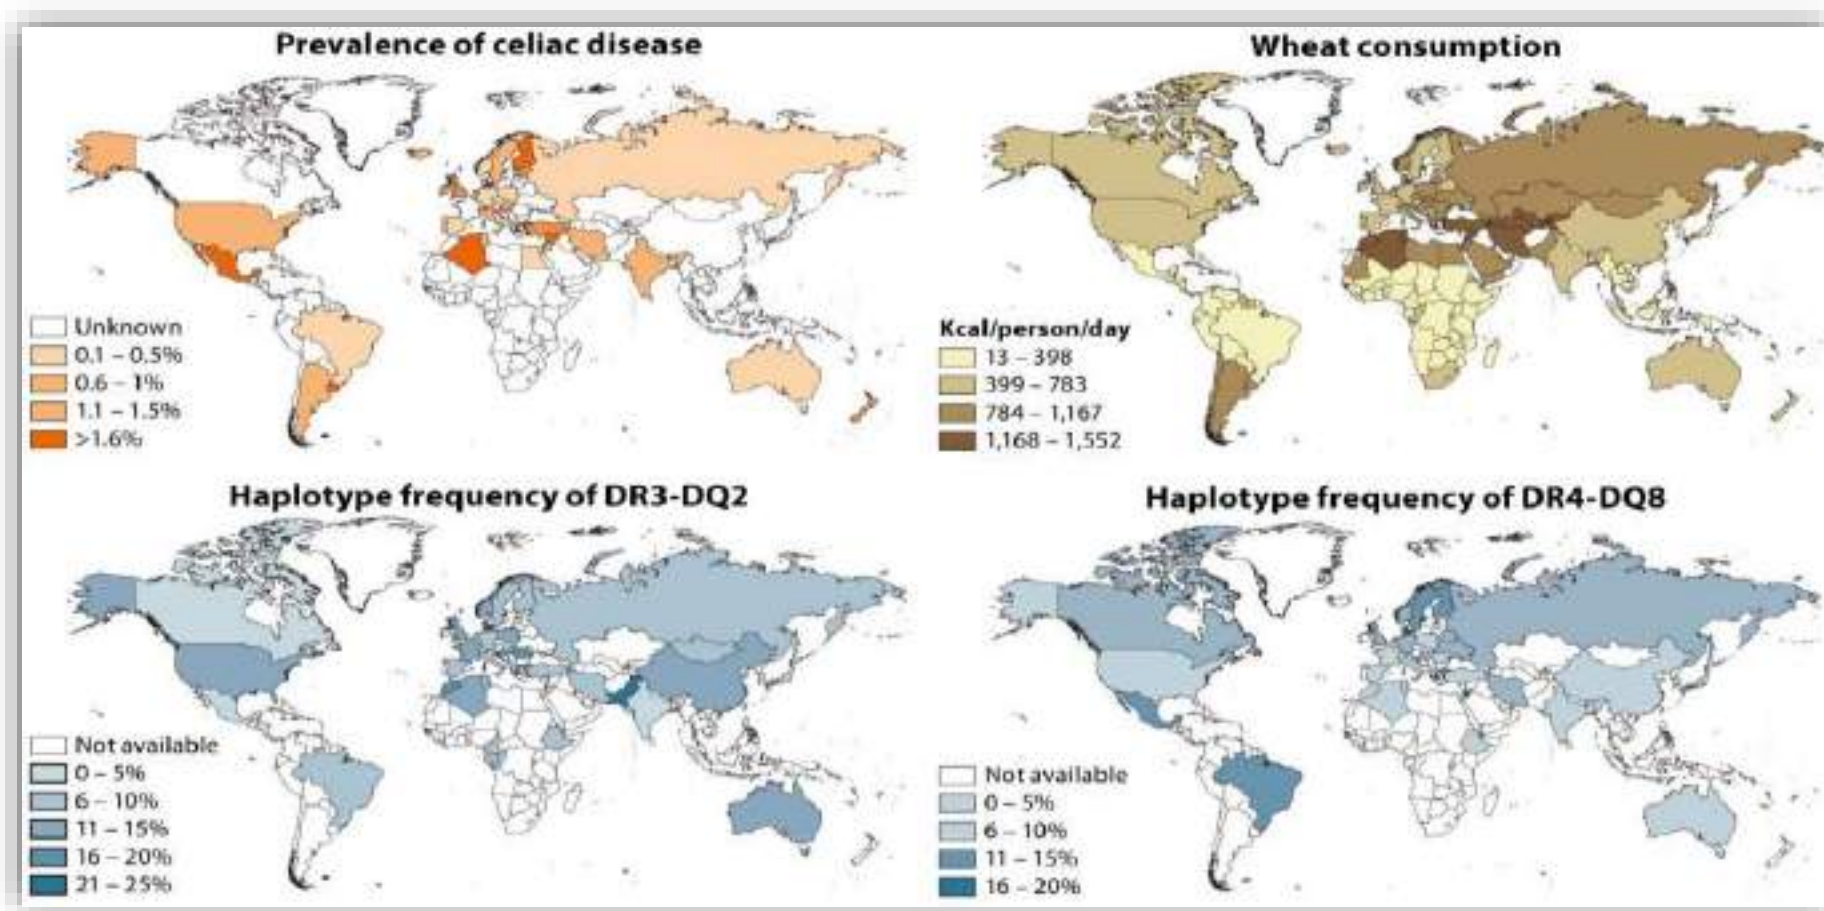 Prevalence of celiac disease
Unknown
0.1 – 0.5%
0.6 – 1%
1.1 – 1.5%
>1.6%
Wheat consumption
Kcal/person/day
13 – 398
399 – 783
784 – 1,167
1,168 – 1,552
Haplotype frequency of DR3-DQ2
Not available
0 – 5%
6 – 10%
11 – 15%
16 – 20%
21 – 25%
Haplotype frequency of DR4-DQ8
Not available
0 – 5%
6 – 10%
11 – 15%
16 – 20%